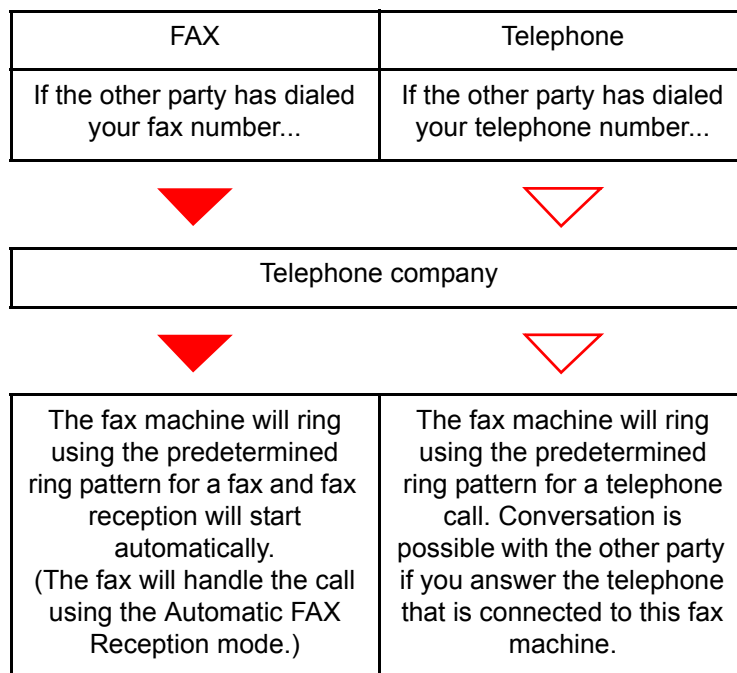 FAX
Telephone
If the other party has dialed
your fax number...
If the other party has dialed
your telephone number...
Telephone company
The fax machine will ring
using the predetermined
ring pattern for a fax and fax
reception will start
automatically.
(The fax will handle the call
using the Automatic FAX
Reception mode.)
The fax machine will ring
using the predetermined
ring pattern for a telephone
call. Conversation is
possible with the other party
if you answer the telephone
that is connected to this fax
machine.